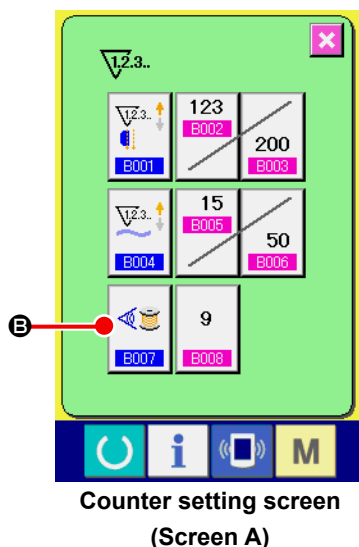 1,2,3..
1,2,3..
B001
123
B002
200
B003
1,2,3..
B004
15
B005
50
B006
B
B007
9
B008
i
M
Counter setting screen
(Screen A)